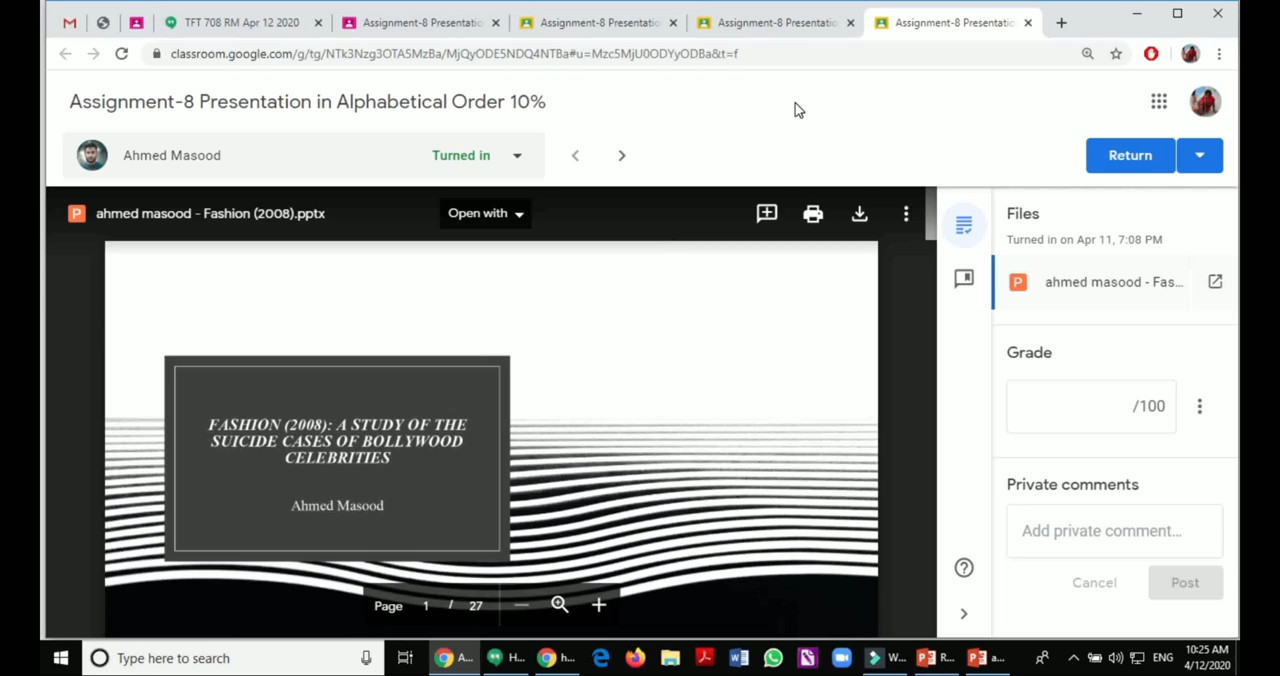 TFT 708 RM Apr 12 2020
Assignment-8 Presentatio
Assignment-8 Presentatio
Assignment-8 Presentatio
Assignment-8 Presentatio
classroom.google.com/g/tg/NTk3Nzg3OTA5MzBa/MjQyODE5NDQ4NTBa#u=Mzc5MjU0ODYyODBa&t=f
Assignment-8 Presentation in Alphabetical Order 10%
Ahmed Masood
Turned in
Return
ahmed masood - Fashion (2008).pptx
Open with
Files
Turned in on Apr 11, 7:08 PM
ahmed masood - Fas...
Grade
/100
FASHION (2008): A STUDY OF THE
SUICIDE CASES OF BOLLYWOOD
CELEBRITIES
Ahmed Masood
Private comments
Add private comment...
Cancel
Post
Page 1 / 27
Type here to search
A...
H...
h...
W...
R...
a...
ENG
10:25 AM
4/12/2020